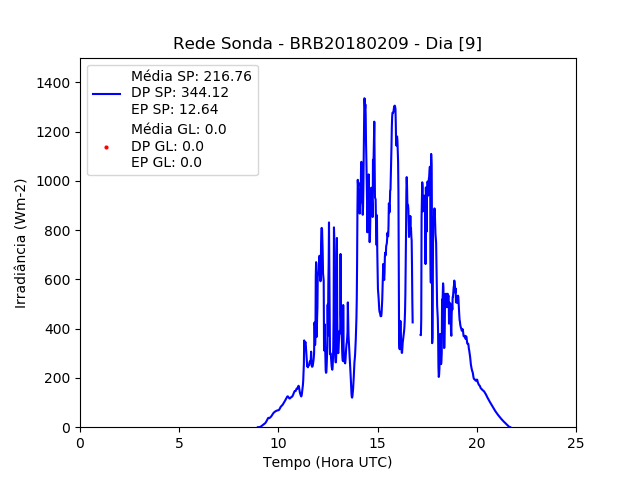 Rede Sonda - BRB20180209 - Dia [9]
Média SP: 216.76
DP SP: 344.12
EP SP: 12.64
Média GL: 0.0
DP GL: 0.0
EP GL: 0.0
Irradiância (Wm-2)
1400
1200
1000
800
600
400
200
0
0 5 10 15 20 25
Tempo (Hora UTC)